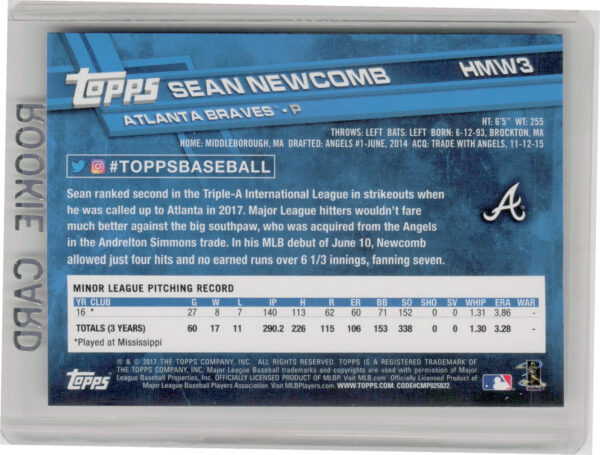 ROOKIE CARD
TOPPS
SEAN NEWCOMB
HMW3
ATLANTA BRAVES - P
HT: 6'5" WT: 255
THROWS: LEFT BATS: LEFT BORN: 6-12-93, BROCKTON, MA
HOME: MIDDLEBOROUGH, MA DRAFTED: ANGELS #1-JUNE, 2014 ACQ: TRADE WITH ANGELS, 11-12-15
#TOPPSBASEBALL
Sean ranked second in the Triple-A International League in strikeouts when
he was called up to Atlanta in 2017. Major League hitters wouldn't fare
much better against the big southpaw, who was acquired from the Angels
in the Andrelton Simmons trade. In his MLB debut of June 10, Newcomb
allowed just four hits and no earned runs over 6 1/3 innings, fanning seven.
MINOR LEAGUE PITCHING RECORD
YR CLUB G W L IP H R ER BB SO SHO SV WHIP ERA WAR
16 * 27 8 7 140 113 62 60 71 152 0 0 1.31 3.86 -
TOTALS (3 YEARS) 60 17 11 290.2 226 115 106 153 338 0 0 1.30 3.28 -
*Played at Mississippi
® & © 2017 THE TOPPS COMPANY, INC. ALL RIGHTS RESERVED. TOPPS IS A REGISTERED TRADEMARK OF
THE TOPPS COMPANY, INC. Major League Baseball trademarks and copyrights are used with permission of Major
League Baseball Properties, Inc. OFFICIALLY LICENSED PRODUCT OF MLBP. Visit MLB.com Officially Licensed Product of
Major League Baseball Players Association. Visit MLBPlayers.com. WWW.TOPPS.COM. CODE#CMP025822.
TOPPS